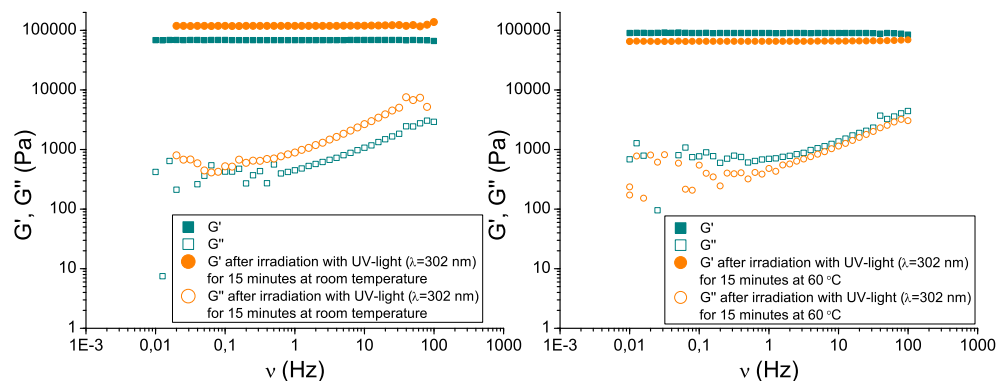 G', G" (Pa)
100000
10000
1000
100
10
1
1E-3
0,01
0,1
1
10
100
1000
ν (Hz)
G'
G"
G' after irradiation with UV-light (λ=302 nm)
for 15 minutes at room temperature
G" after irradiation with UV-light (λ=302 nm)
for 15 minutes at room temperature
G', G" (Pa)
100000
10000
1000
100
10
1
1E-3
0,01
0,1
1
10
100
1000
ν (Hz)
G'
G"
G' after irradiation with UV-light (λ=302 nm)
for 15 minutes at 60 °C
G" after irradiation with UV-light (λ=302 nm)
for 15 minutes at 60 °C